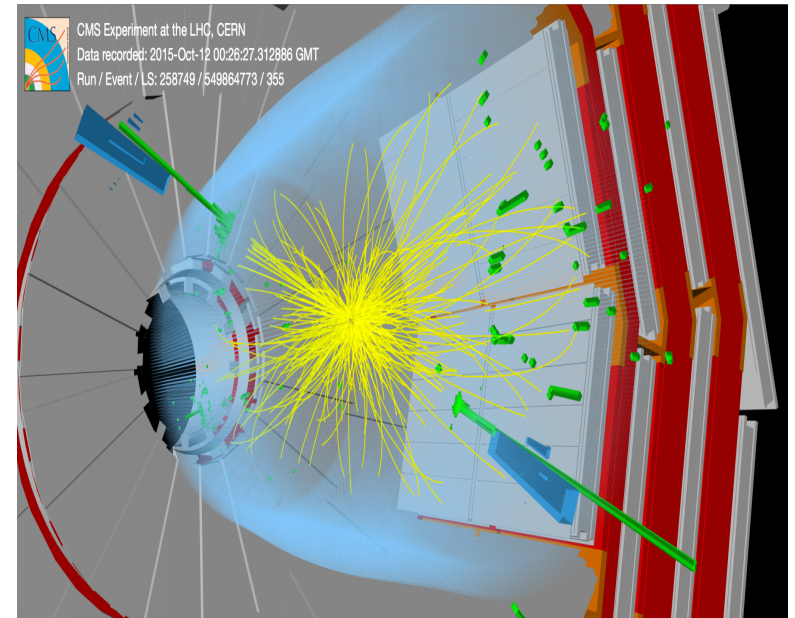 CMS
CMS Experiment at the LHC, CERN
Data recorded: 2015-Oct-12 00:26:27.312886 GMT
Run / Event / LS: 258749 / 549864773 / 355